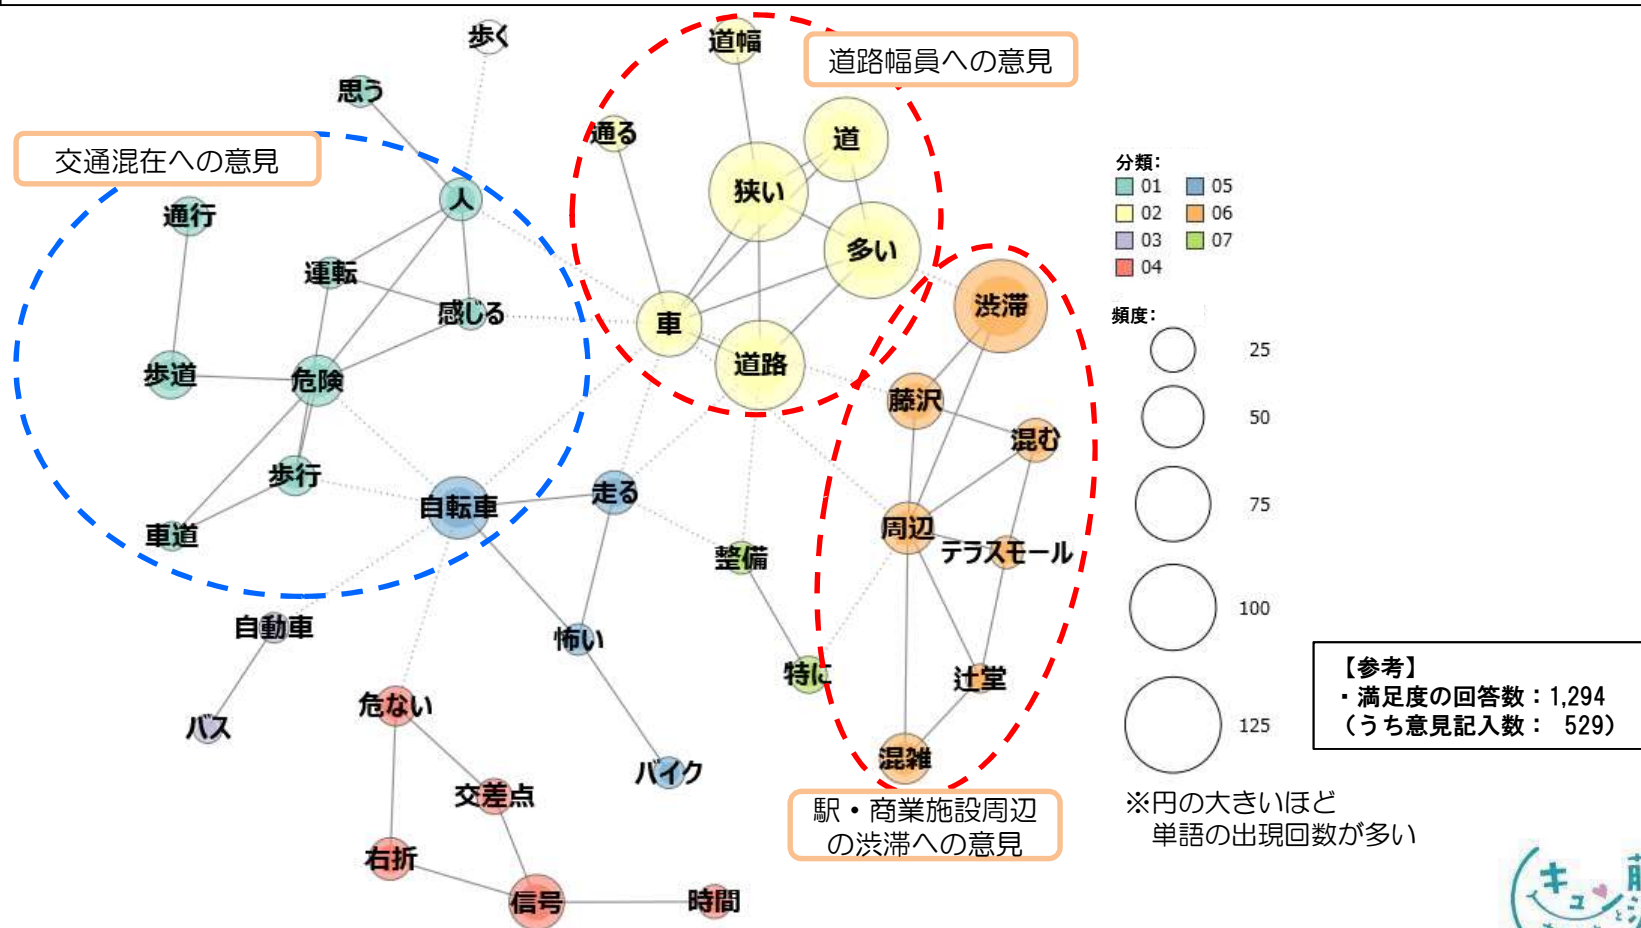 歩く
道幅
道路幅員への意見
思う
通る
道
交通混在への意見
分類:
01 05
02 06
03 07
04
狭い
人
通行
多い
運転
渋滞
感じる
車
頻度:
25
道路
歩道
危険
藤沢
50
混む
歩行
走る
自転車
75
周辺
車道
テラスモール
整備
100
自動車
怖い
特に
辻堂
【参考】
・満足度の回答数：1,294
（うち意見記入数： 529）
危ない
バス
125
混雑
バイク
交差点
駅・商業施設周辺
の渋滞への意見
※円の大きいほど
単語の出現回数が多い
右折
信号
時間
キュ